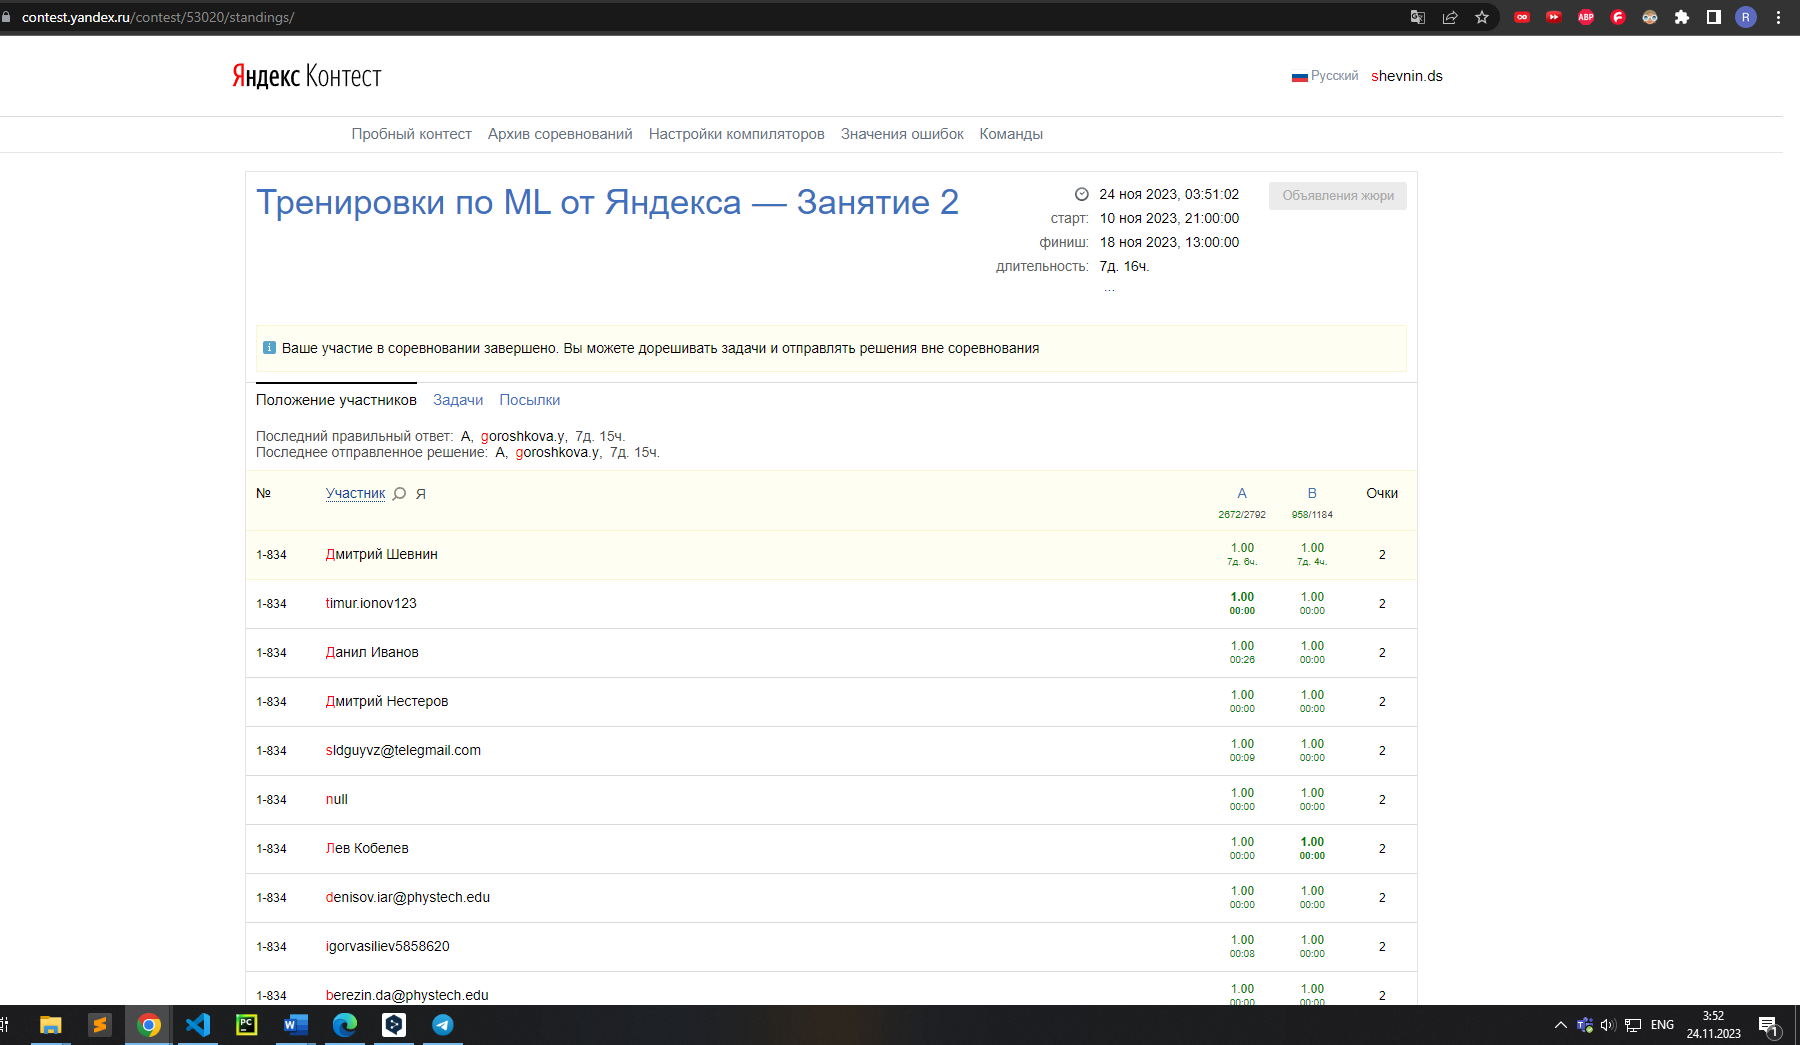 contest.yandex.ru/contest/53020/standings/
ABP
R
Яндекс Контест
Русский shevnin.ds
Пробный контест Архив соревнований Настройки компиляторов Значения ошибок Команды
Тренировки по ML от Яндекса — Занятие 2
24 ноя 2023, 03:51:02
Объявления жюри
старт: 10 ноя 2023, 21:00:00
финиш: 18 ноя 2023, 13:00:00
длительность: 7д. 16ч.
...
Ваше участие в соревновании завершено. Вы можете дорешивать задачи и отправлять решения вне соревнования
Положение участников Задачи Посылки
Последний правильный ответ: A, goroshkova.y, 7д. 15ч.
Последнее отправленное решение: A, goroshkova.y, 7д. 15ч.
№ Участник Я A B Очки
2672/2792 958/1184
1-834 Дмитрий Шевнин 1.00 1.00 2
7д. 6ч. 7д. 4ч.
1-834 timur.ionov123 1.00 1.00 2
00:00 00:00
1-834 Данил Иванов 1.00 1.00 2
00:26 00:00
1-834 Дмитрий Нестеров 1.00 1.00 2
00:00 00:00
1-834 sldguyvz@telegmail.com 1.00 1.00 2
00:09 00:00
1-834 null 1.00 1.00 2
00:00 00:00
1-834 Лев Кобелев 1.00 1.00 2
00:00 00:00
1-834 denisov.iar@phystech.edu 1.00 1.00 2
00:00 00:00
1-834 igorvasiliev5858620 1.00 1.00 2
00:08 00:00
1-834 berezin.da@phystech.edu 1.00 1.00 2
00:00 00:00
PC
ENG
3:52
24.11.2023
1